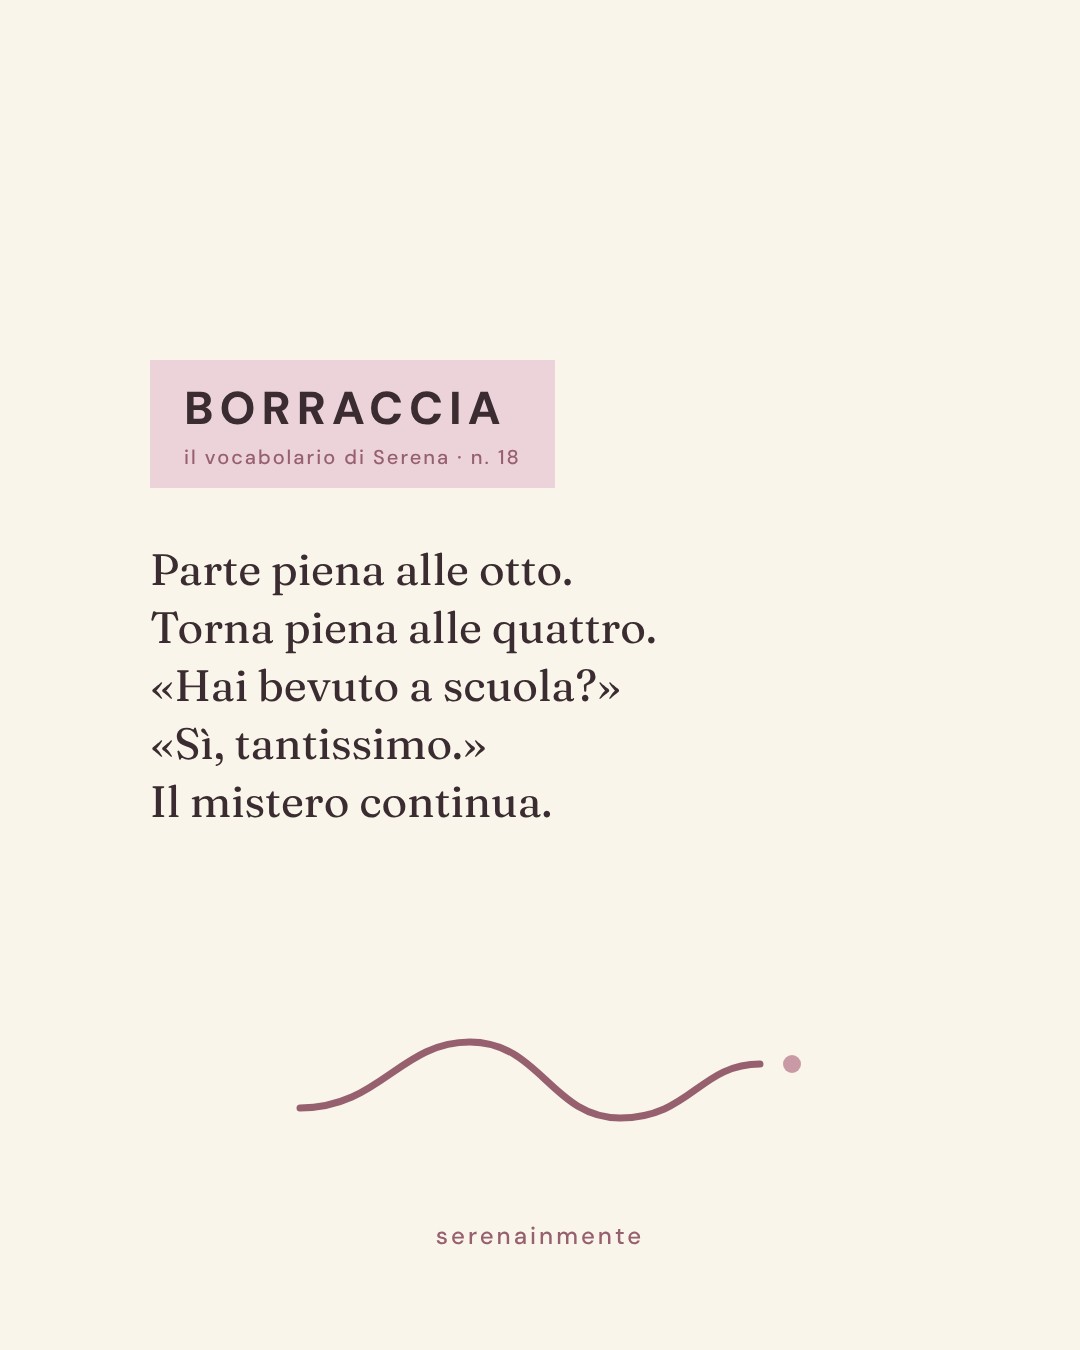 BORRACCIA
il vocabolario di Serena · n. 18
Parte piena alle otto.
Torna piena alle quattro.
«Hai bevuto a scuola?»
«Sì, tantissimo.»
Il mistero continua.
serenainmente